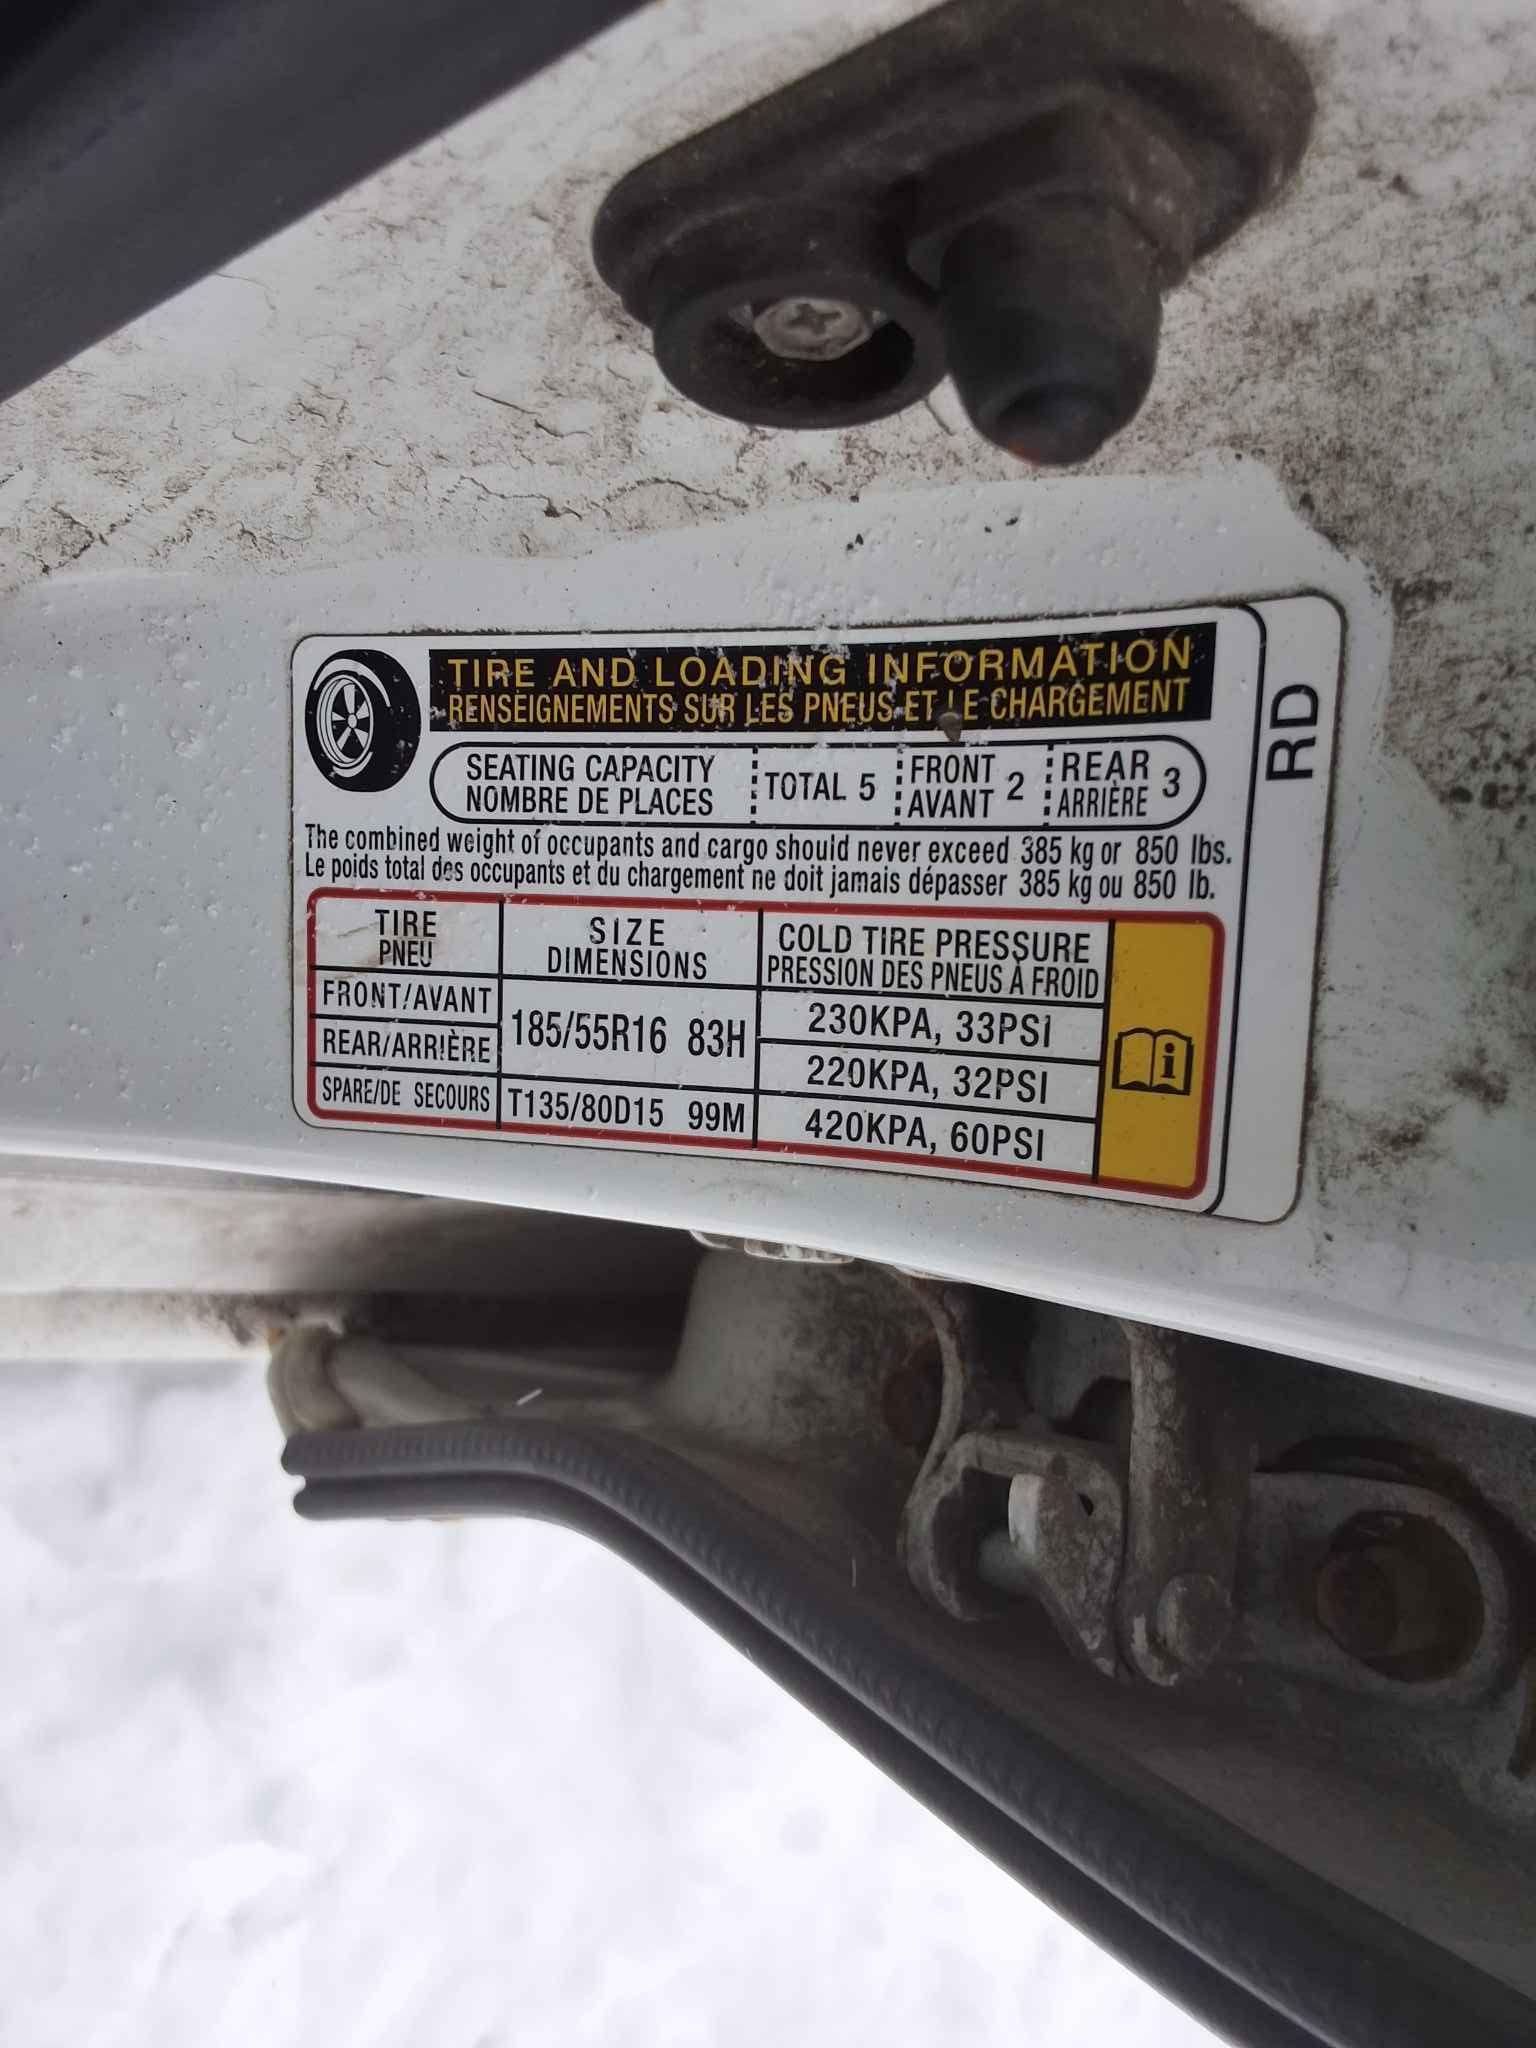 TIRE AND LOADING INFORMATION
RENSEIGNEMENTS SUR LES PNEUS ET LE CHARGEMENT
SEATING CAPACITY
NOMBRE DE PLACES
TOTAL 5
FRONT
AVANT 2
REAR
ARRIÈRE 3
The combined weight of occupants and cargo should never exceed 385 kg or 850 lbs.
Le poids total des occupants et du chargement ne doit jamais dépasser 385 kg ou 850 lb.
TIRE
PNEU
SIZE
DIMENSIONS
COLD TIRE PRESSURE
PRESSION DES PNEUS À FROID
FRONT/AVANT
185/55R16 83H
230KPA, 33PSI
REAR/ARRIÈRE
220KPA, 32PSI
SPARE/DE SECOURS
T135/80D15 99M
420KPA, 60PSI
RD